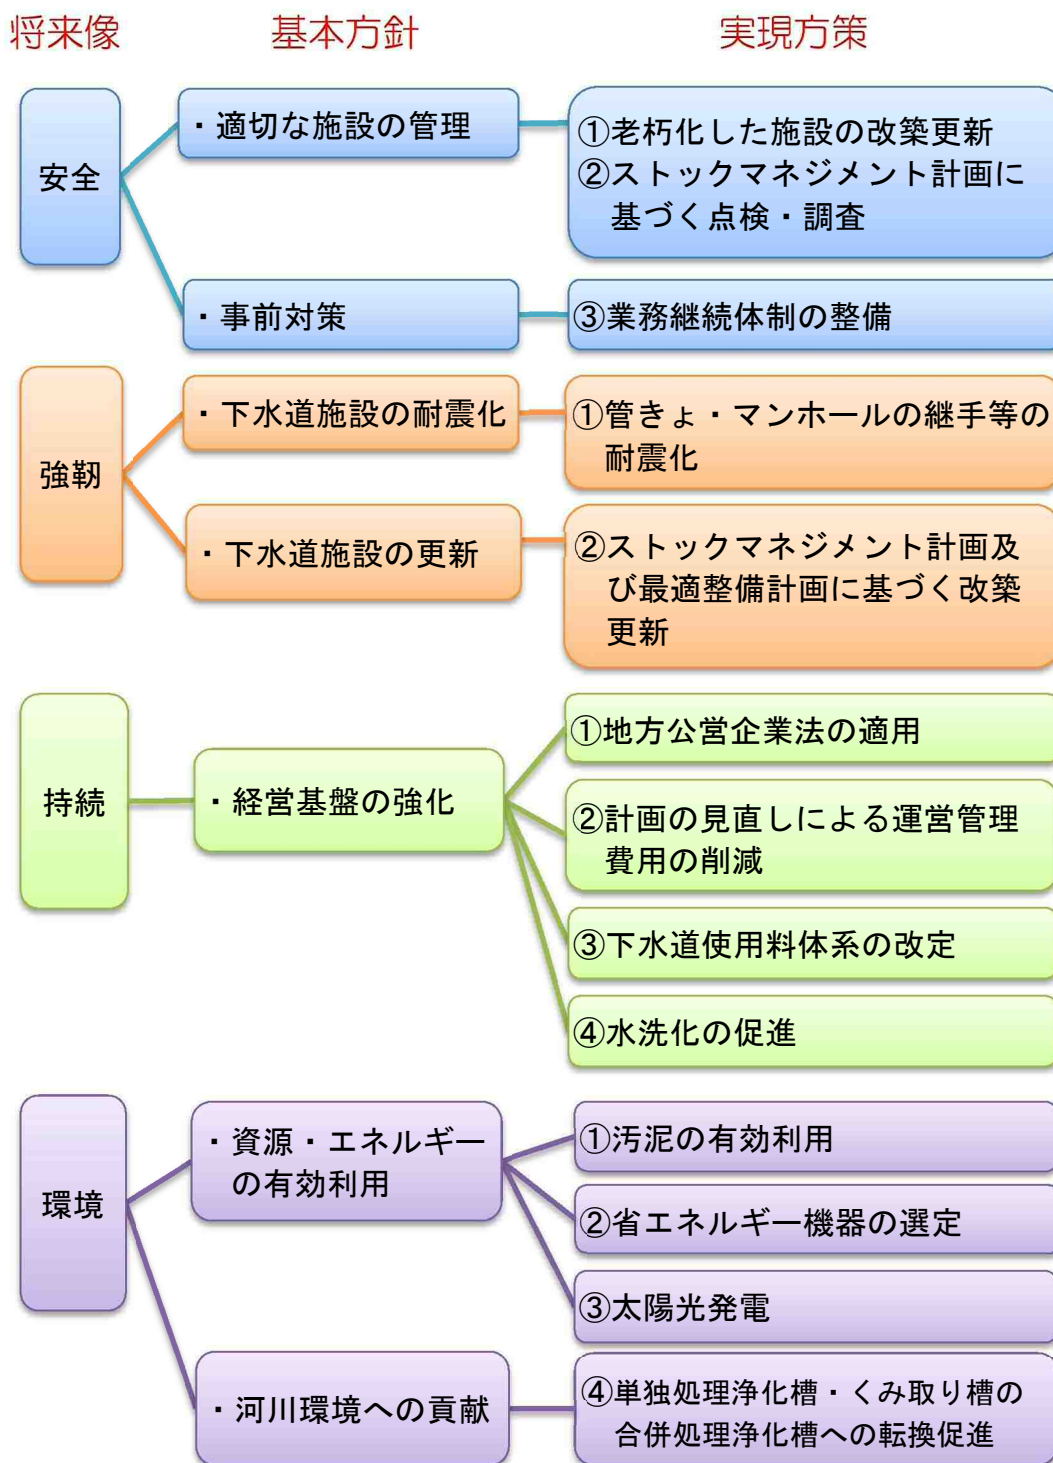 将来像 基本方針 実現方策
安全
・適切な施設の管理
①老朽化した施設の改築更新
②ストックマネジメント計画に
基づく点検・調査
・事前対策
③業務継続体制の整備
強靭
・下水道施設の耐震化
①管きょ・マンホールの継手等の
耐震化
・下水道施設の更新
②ストックマネジメント計画及
び最適整備計画に基づく改築
更新
持続
・経営基盤の強化
①地方公営企業法の適用
②計画の見直しによる運営管理
費用の削減
③下水道使用料体系の改定
④水洗化の促進
環境
・資源・エネルギー
の有効利用
①汚泥の有効利用
②省エネルギー機器の選定
③太陽光発電
・河川環境への貢献
④単独処理浄化槽・くみ取り槽の
合併処理浄化槽への転換促進